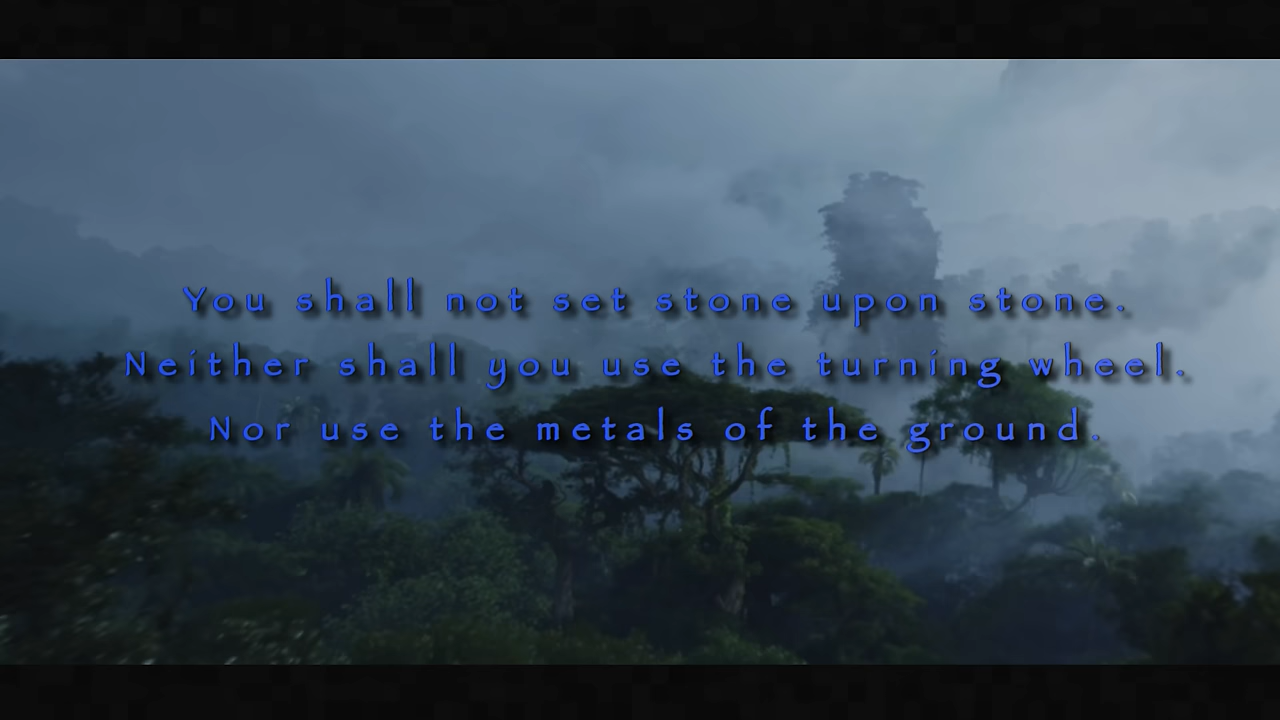 You shall not set stone upon stone.
Neither shall you use the turning wheel.
Nor use the metals of the ground.